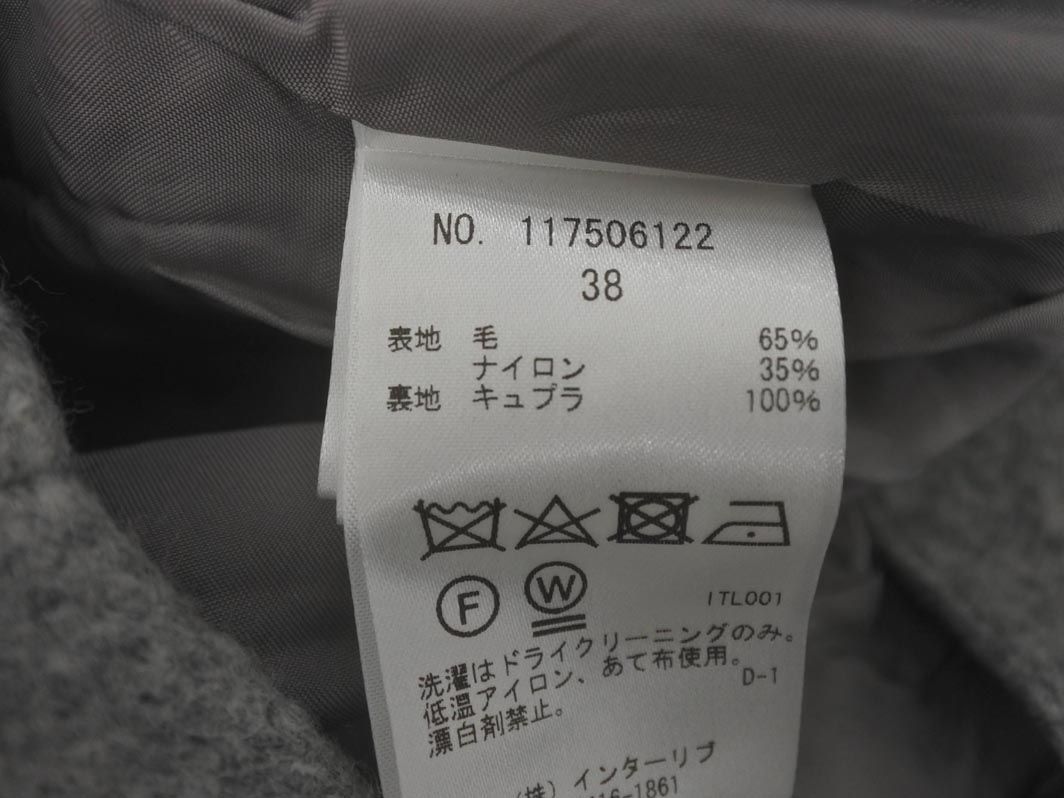 NO. 117506122
38
表地 毛 65%
ナイロン 35%
裏地 キュプラ 100%
F W
ITL001
洗濯はドライクリーニングのみ。
低温アイロン、あて布使用。
漂白剤禁止。
D-1
(株) インターリブ
16-1861